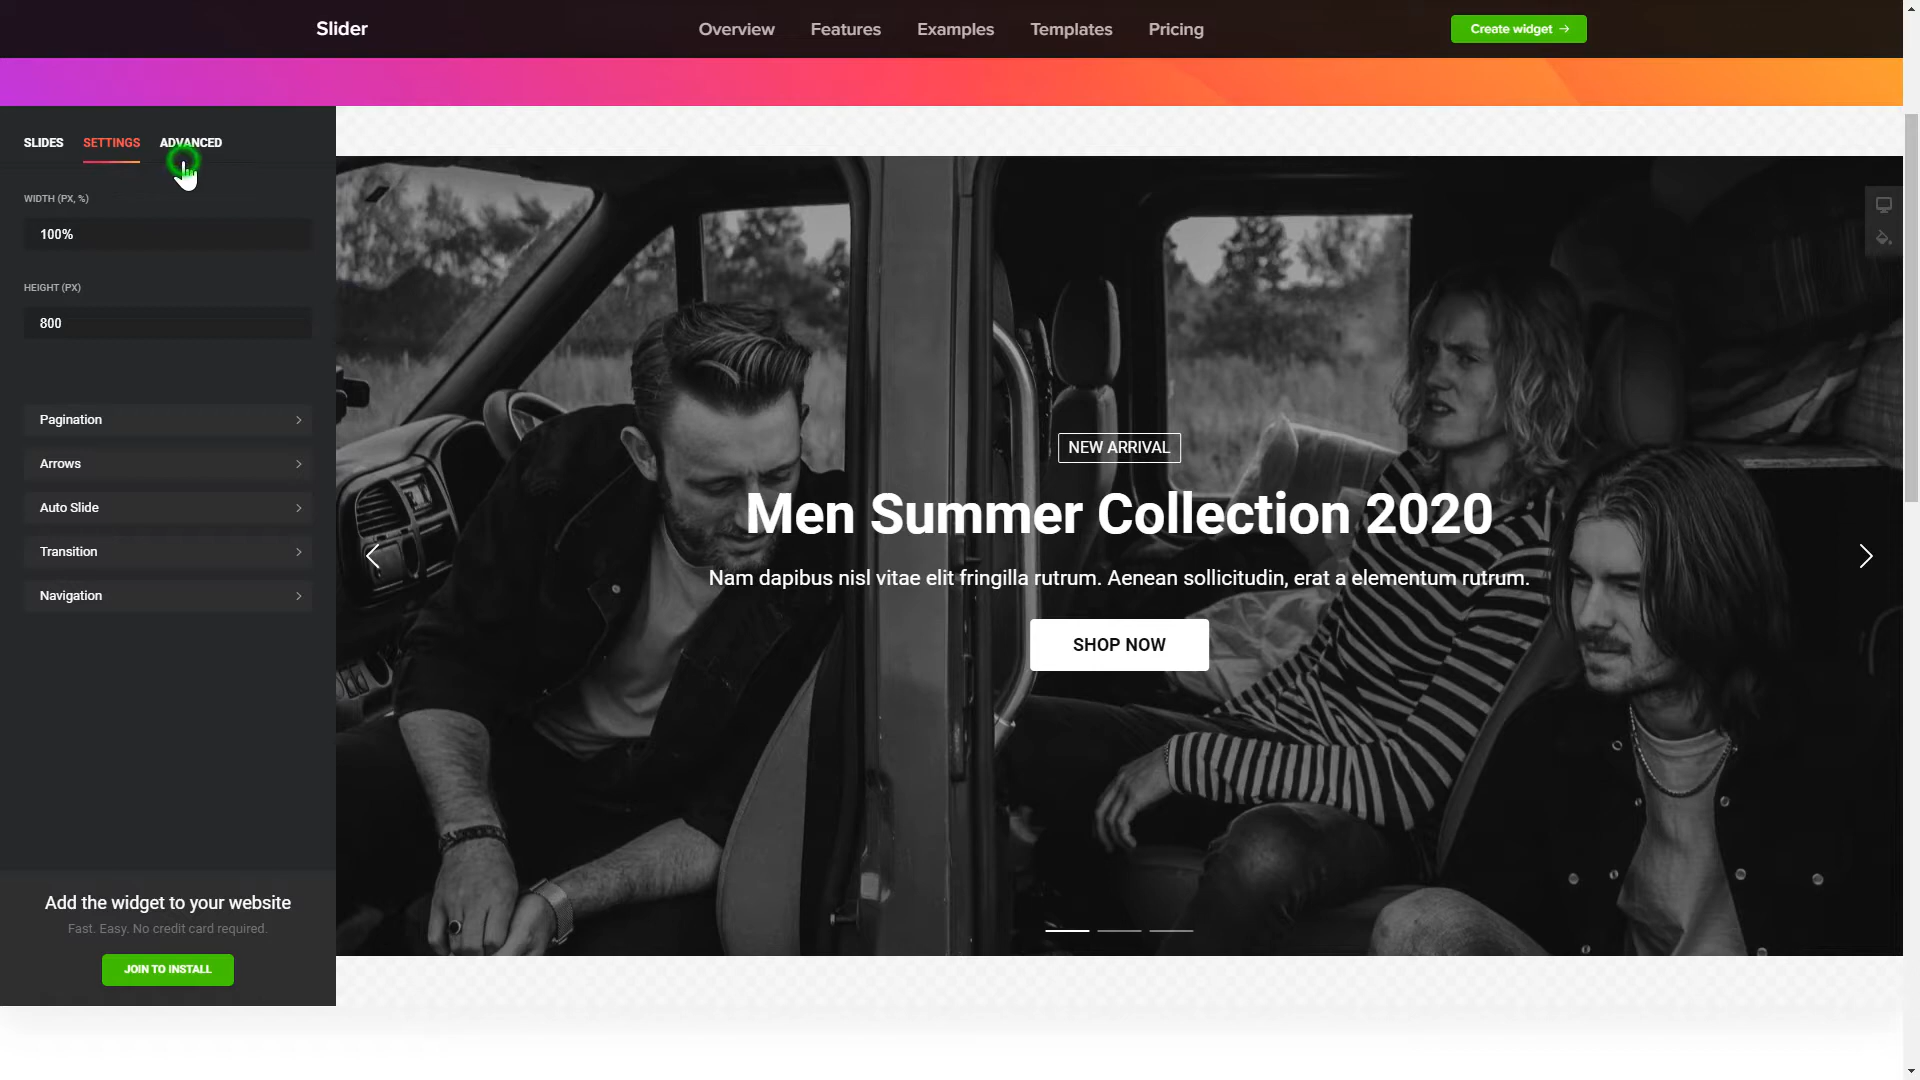 Slider
Overview
Features
Examples
Templates
Pricing
Create widget →
SLIDES
SETTINGS
ADVANCED
WIDTH (PX, %)
100%
HEIGHT (PX)
800
Pagination
Arrows
Auto Slide
Transition
Navigation
Add the widget to your website
Fast. Easy. No credit card required.
JOIN TO INSTALL
NEW ARRIVAL
Men Summer Collection 2020
Nam dapibus nisl vitae elit fringilla rutrum. Aenean sollicitudin, erat a elementum rutrum.
SHOP NOW